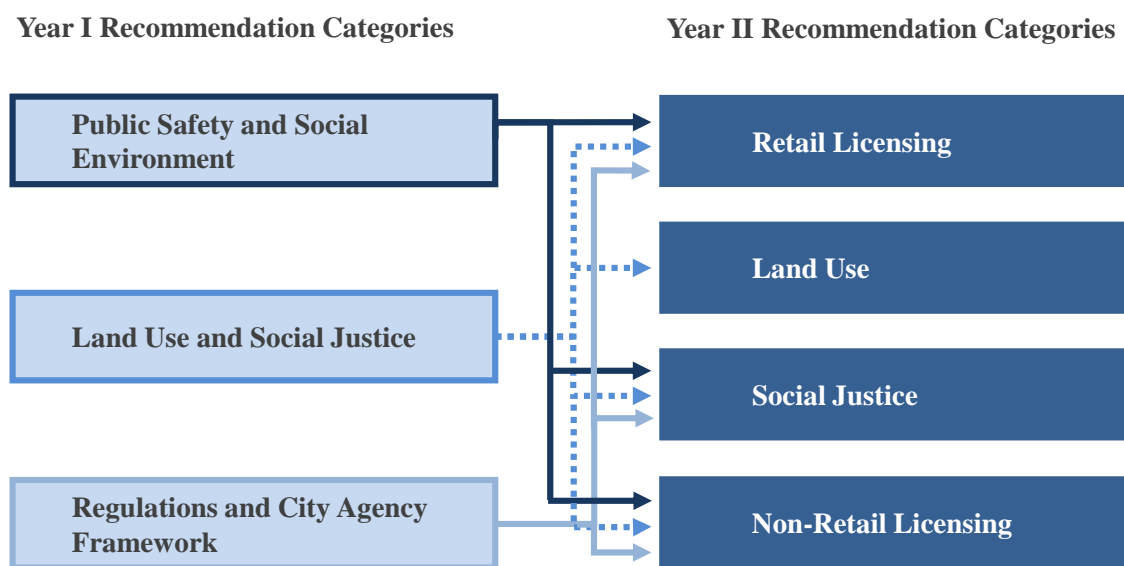 Year I Recommendation Categories
Year II Recommendation Categories
Public Safety and Social
Environment
Retail Licensing
Land Use
Land Use and Social Justice
Social Justice
Regulations and City Agency
Framework
Non-Retail Licensing